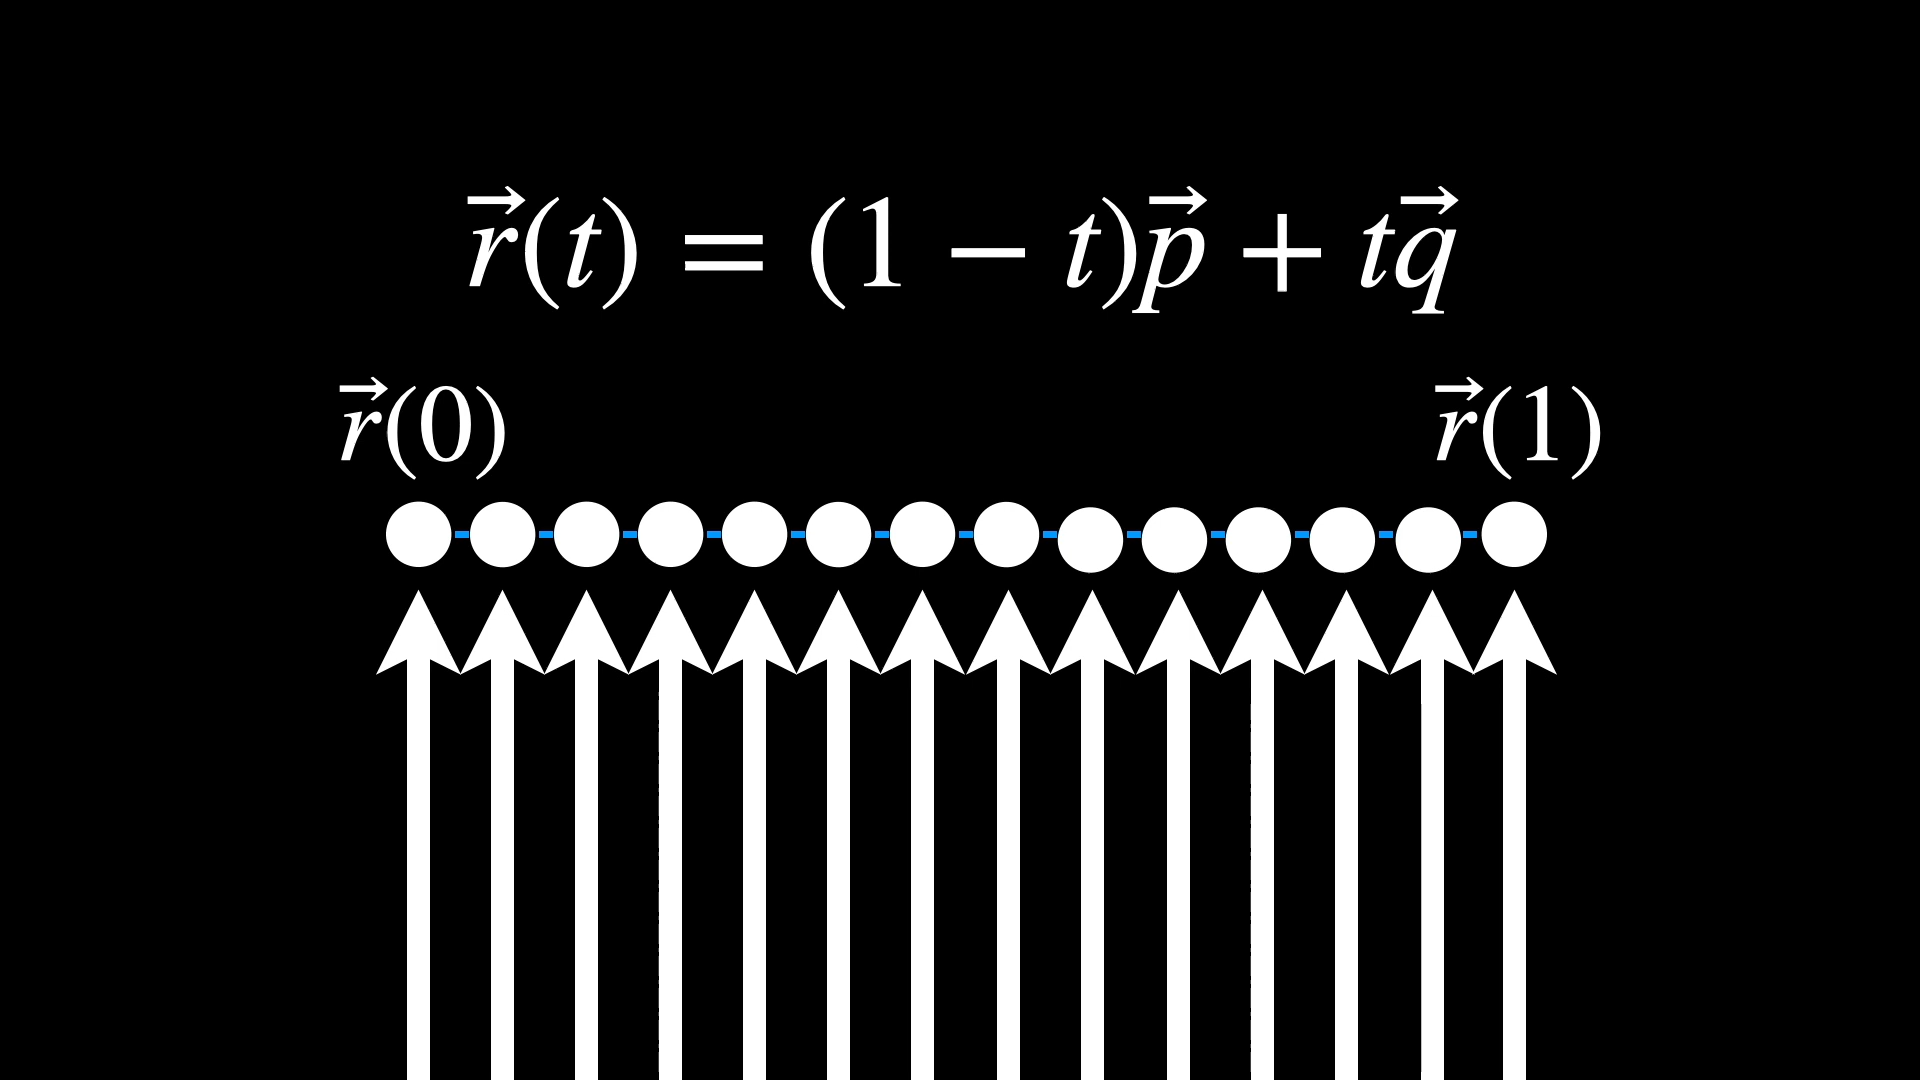 r⃗(t) = (1 − t)p⃗ + tq⃗
r⃗(0) r⃗(1)